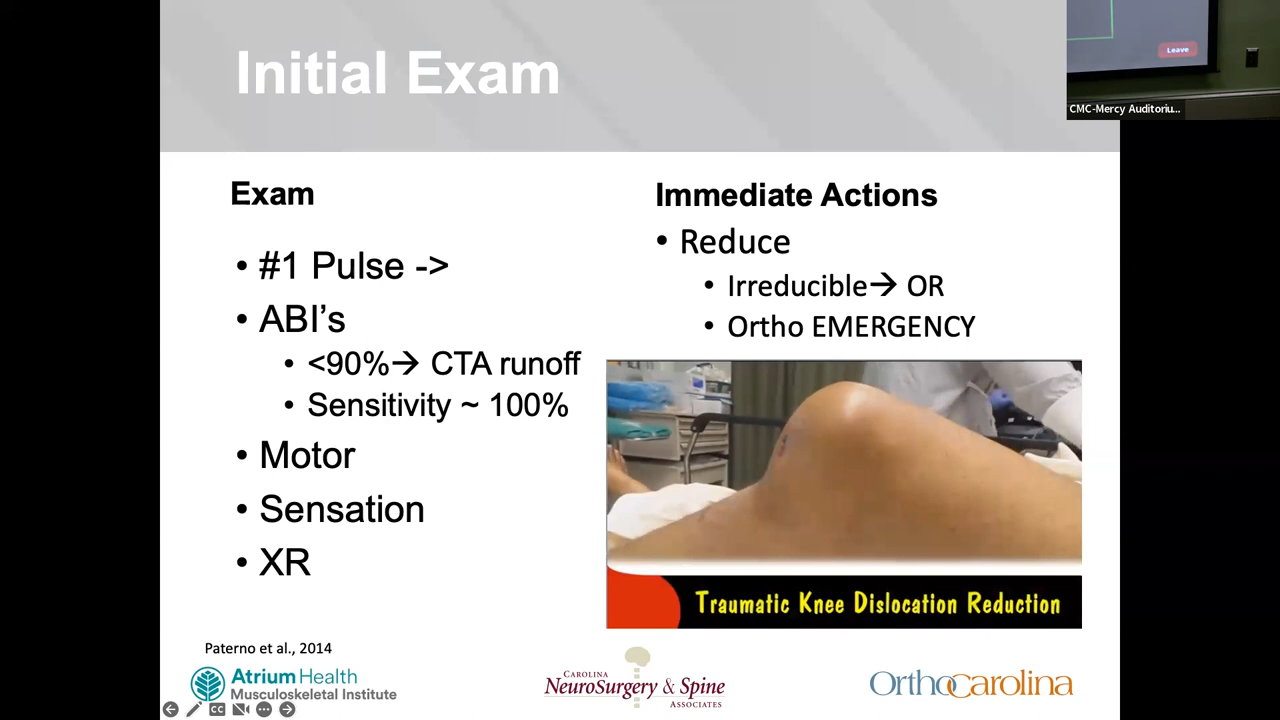 Initial Exam
Leave
CMC-Mercy Auditoriu...
Exam
• #1 Pulse ->
• ABI’s
• <90%→ CTA runoff
• Sensitivity ~ 100%
• Motor
• Sensation
• XR
Immediate Actions
• Reduce
• Irreducible→ OR
• Ortho EMERGENCY
Traumatic Knee Dislocation Reduction
Paterno et al., 2014
Atrium Health
Musculoskeletal Institute
CAROLINA
NEUROSURGERY & SPINE
ASSOCIATES
OrthoCarolina
CC